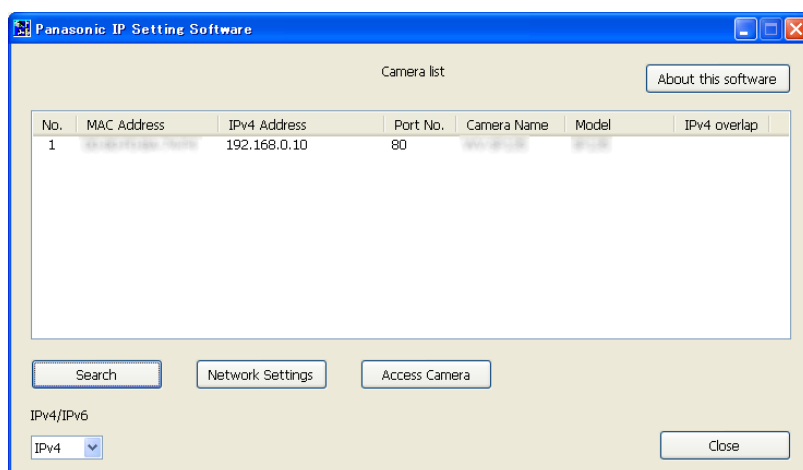 Panasonic IP Setting Software
Camera list
About this software
No. MAC Address IPv4 Address Port No. Camera Name Model IPv4 overlap
1 192.168.0.10 80
Search Network Settings Access Camera
IPv4/IPv6
IPv4
Close